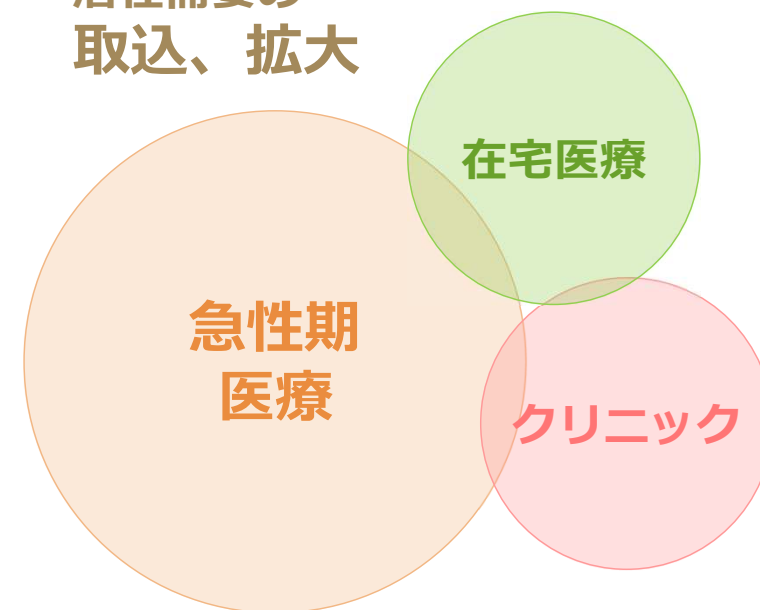 取込、拡大
在宅医療
急性期
医療
クリニック